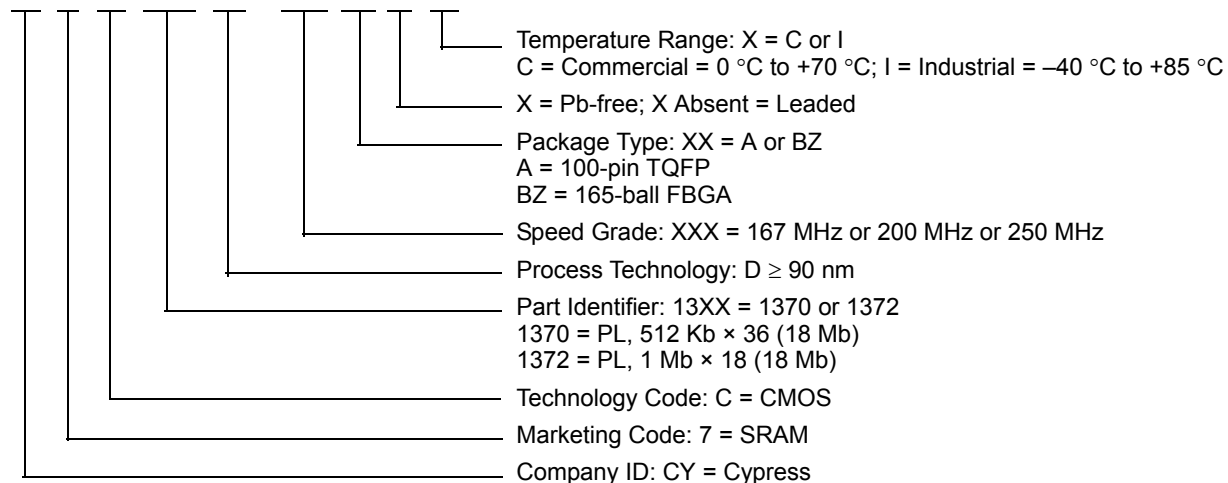 Temperature Range: X = C or I
C = Commercial = 0 °C to +70 °C; I = Industrial = –40 °C to +85 °C
X = Pb-free; X Absent = Leaded
Package Type: XX = A or BZ
A = 100-pin TQFP
BZ = 165-ball FBGA
Speed Grade: XXX = 167 MHz or 200 MHz or 250 MHz
Process Technology: D ≥ 90 nm
Part Identifier: 13XX = 1370 or 1372
1370 = PL, 512 Kb × 36 (18 Mb)
1372 = PL, 1 Mb × 18 (18 Mb)
Technology Code: C = CMOS
Marketing Code: 7 = SRAM
Company ID: CY = Cypress